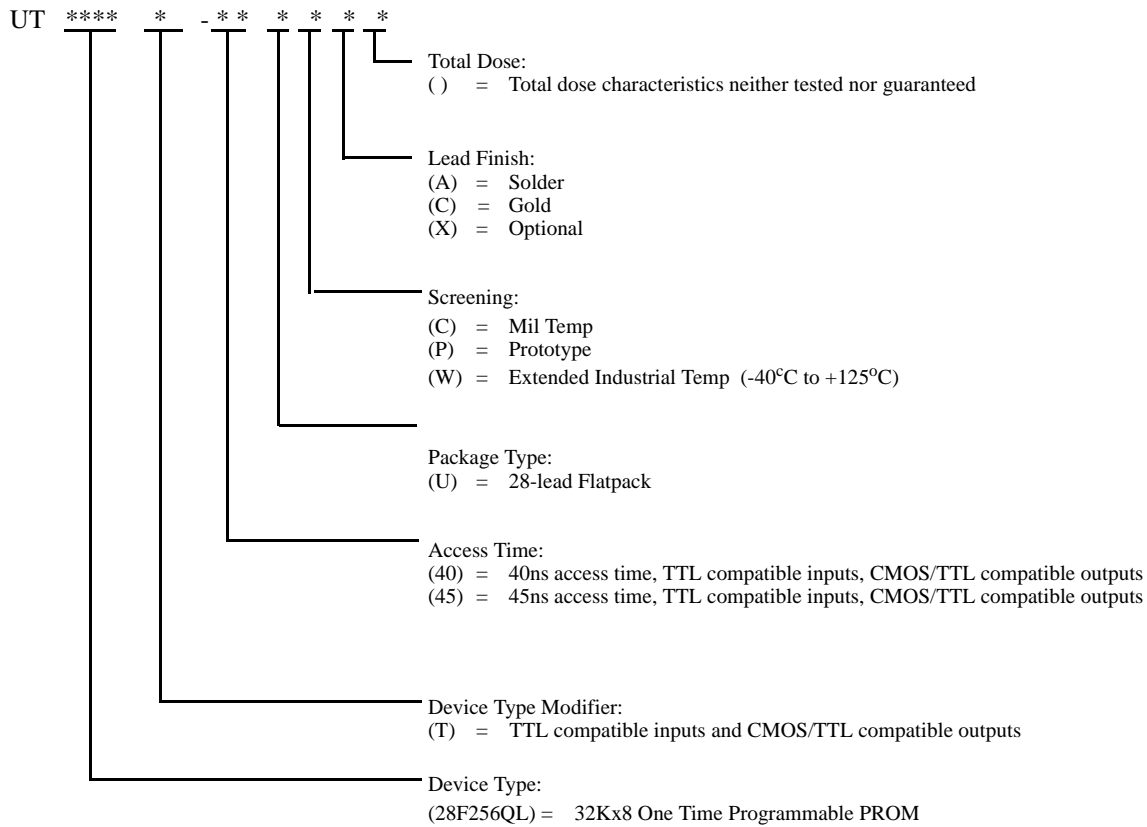 UT **** * - * * * * * *
Total Dose:
( ) = Total dose characteristics neither tested nor guaranteed
Lead Finish:
(A) = Solder
(C) = Gold
(X) = Optional
Screening:
(C) = Mil Temp
(P) = Prototype
(W) = Extended Industrial Temp (-40°C to +125°C)
Package Type:
(U) = 28-lead Flatpack
Access Time:
(40) = 40ns access time, TTL compatible inputs, CMOS/TTL compatible outputs
(45) = 45ns access time, TTL compatible inputs, CMOS/TTL compatible outputs
Device Type Modifier:
(T) = TTL compatible inputs and CMOS/TTL compatible outputs
Device Type:
(28F256QL) = 32Kx8 One Time Programmable PROM